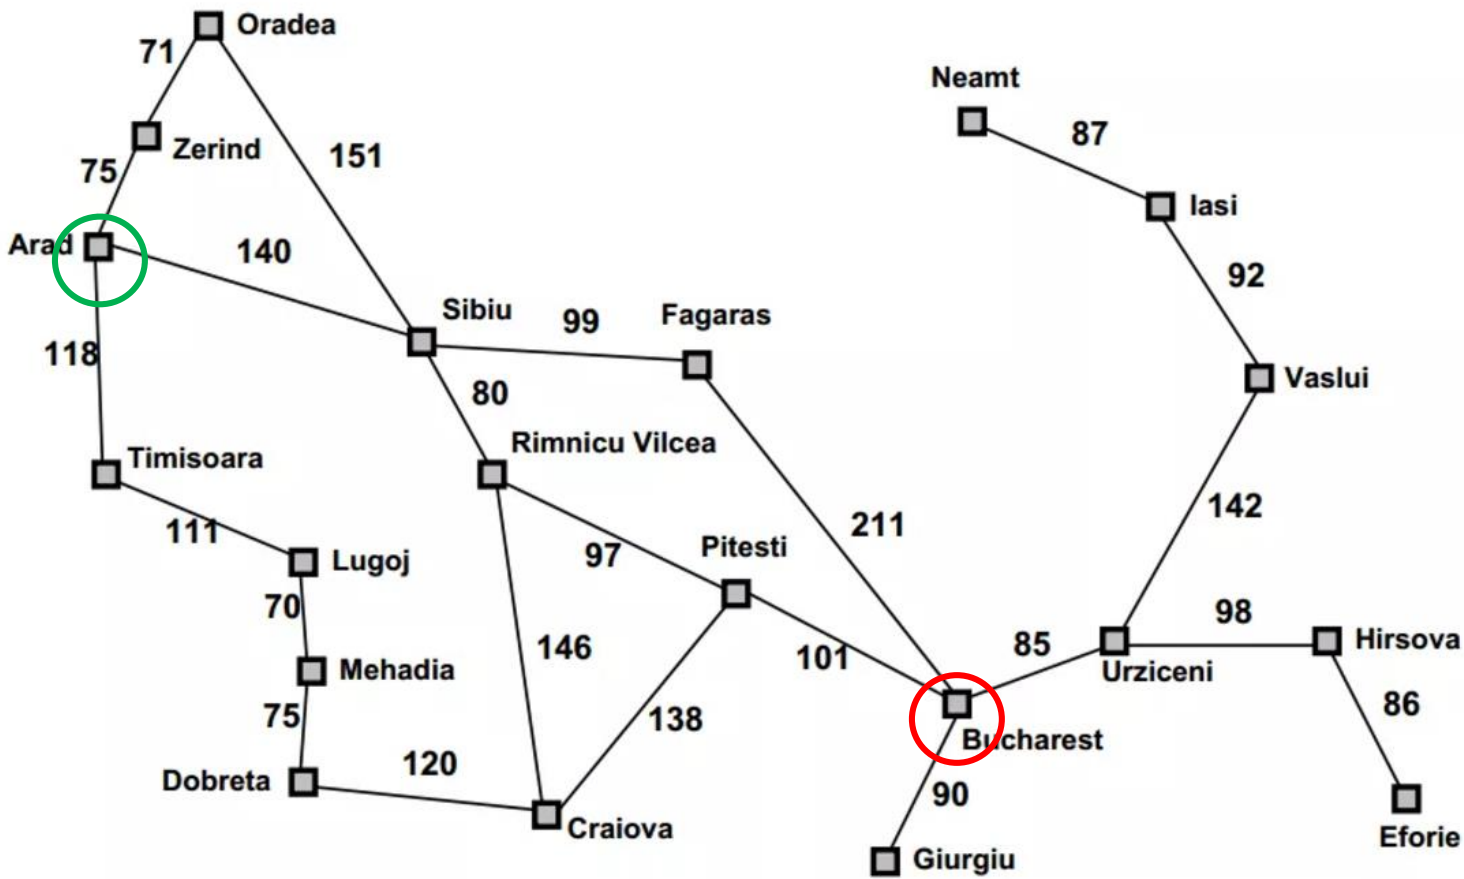 Oradea
71
Neamt
87
Zerind
151
75
Iasi
Arad
140
92
Sibiu
99
Fagaras
118
80
Vaslui
Rimnicu Vilcea
Timisoara
142
111
97
Pitesti
211
Lugoj
70
98
146
85
Hirsova
101
Urziceni
Mehadia
75
138
86
Bucharest
Dobreta
120
90
Craiova
Eforie
Giurgiu